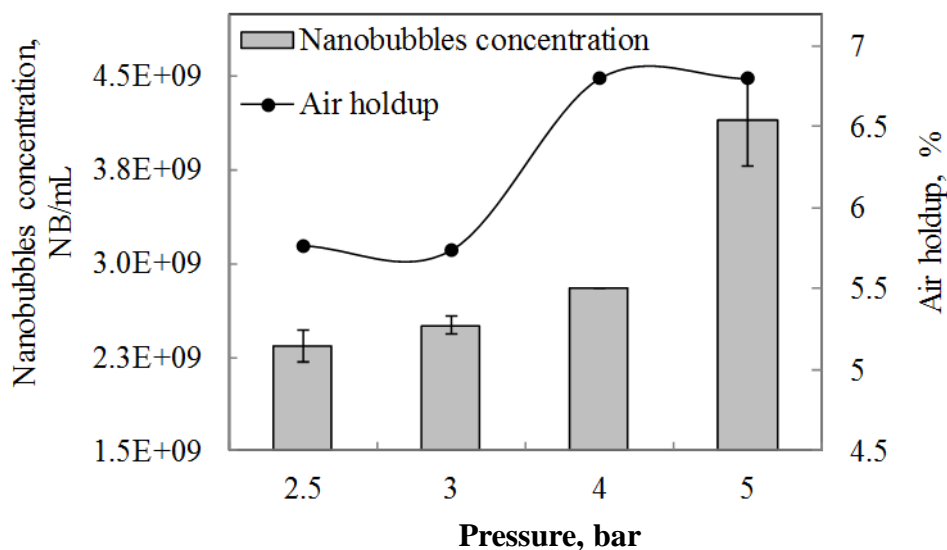 Nanobubbles concentration,
NB/mL
4.5E+09
3.8E+09
3.0E+09
2.3E+09
1.5E+09
Nanobubbles concentration
Air holdup
7
6.5
6
5.5
5
4.5
Air holdup, %
2.5 3 4 5
Pressure, bar